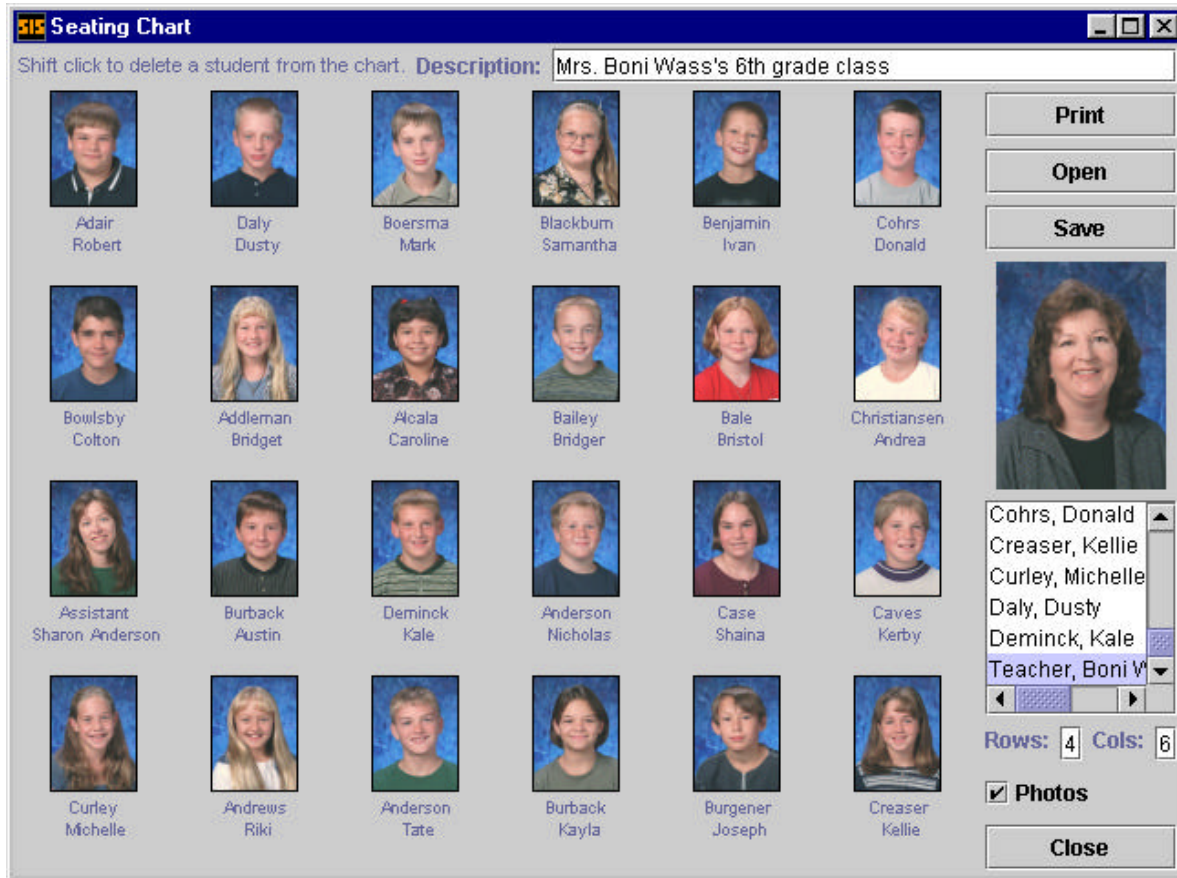 SIS Seating Chart
Shift click to delete a student from the chart. Description: Mrs. Boni Wass's 6th grade class
Print
Open
Save
Adair Daly Boersma Blackburn Benjamin Cohrs
Robert Dusty Mark Samantha Ivan Donald
Bowlsby Addleman Alcala Bailey Bale Christiansen
Colton Bridget Caroline Bridger Bristol Andrea
Assistant Burback Deminck Anderson Case Caves
Sharon Anderson Austin Kale Nicholas Shaina Kerby
Curley Andrews Anderson Burback Burgener Creaser
Michelle Riki Tate Kayla Joseph Kellie
Cohrs, Donald
Creaser, Kellie
Curley, Michelle
Daly, Dusty
Deminck, Kale
Teacher, Boni W
Rows: 4 Cols: 6
Photos
Close